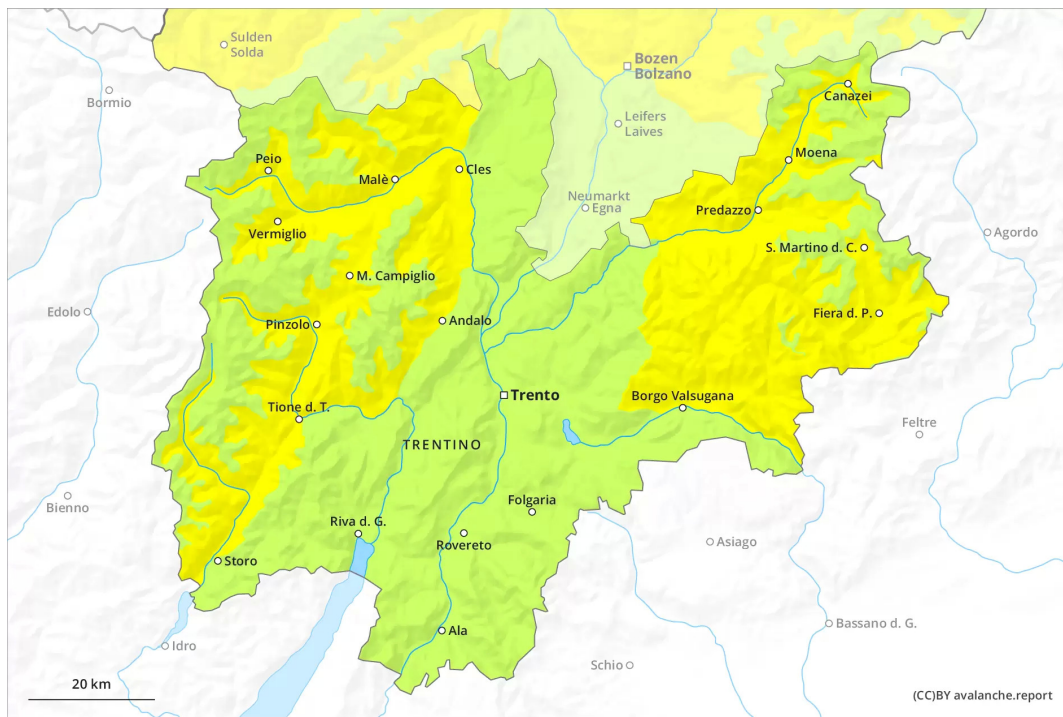 Sulden
Solda
Bozen
Bolzano
Bormio
Canazei
Leifers
Laives
Peio
Moena
Malè
Cles
Neumarkt
Egna
Predazzo
Vermiglio
Agordo
S. Martino d. C.
M. Campiglio
Edolo
Fiera d. P.
Pinzolo
Andalo
Trento
Borgo Valsugana
Tione d. T.
Feltre
TRENTINO
Bienno
Folgaria
Riva d. G.
Rovereto
Asiago
Storo
Bassano d. G.
Ala
Idro
Schio
20 km
(CC)BY avalanche.report